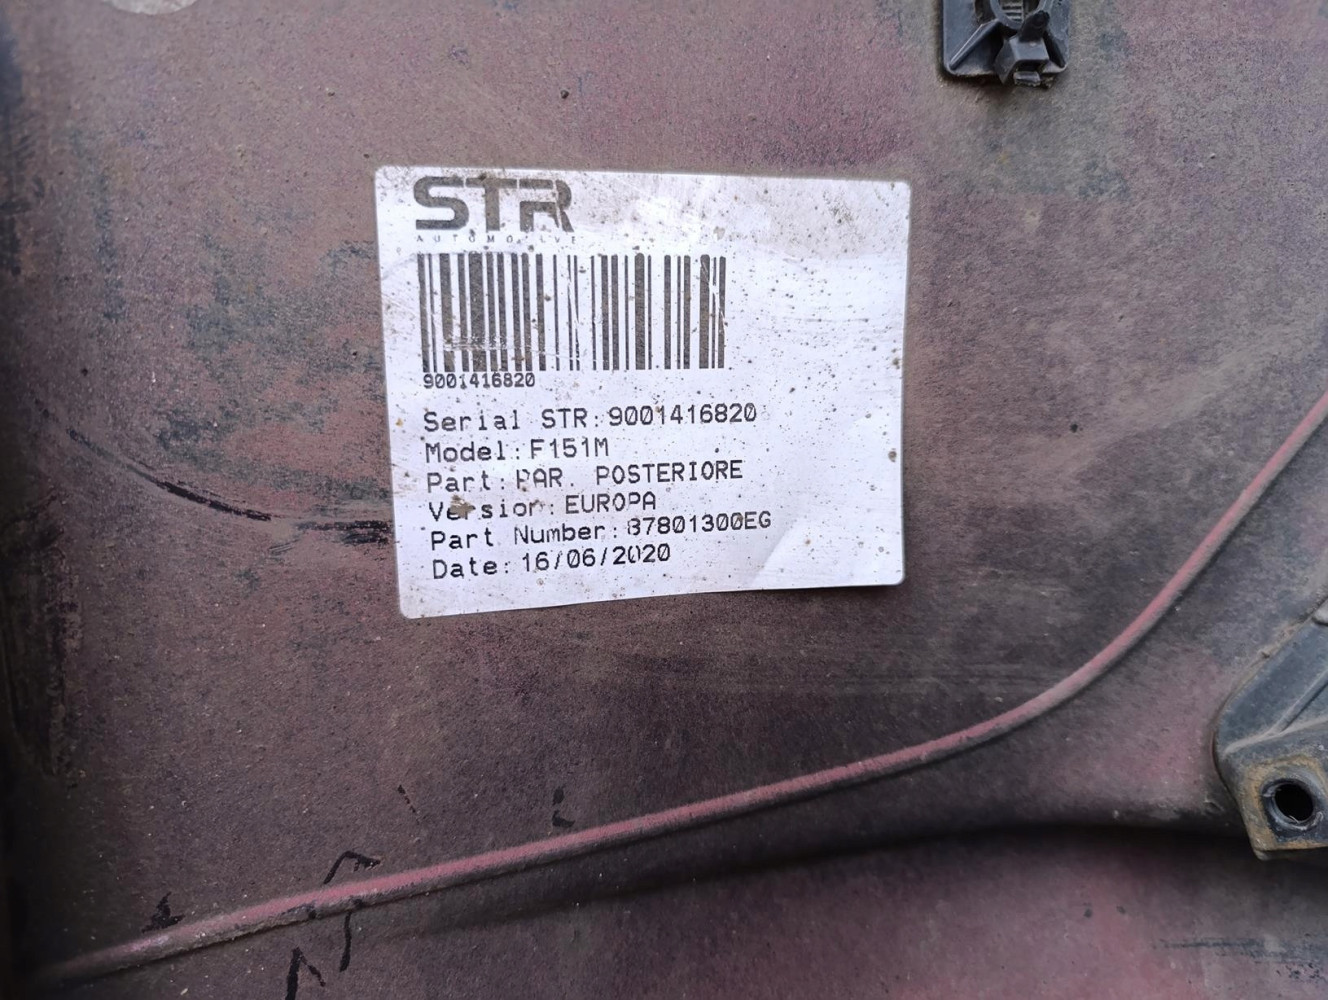 STR
AUTOMOTIVE
9001416820
Serial STR: 9001416820
Model: F151M
Part: PAR. POSTERIORE
Version: EUROPA
Part Number: 87801300EG
Date: 16/06/2020